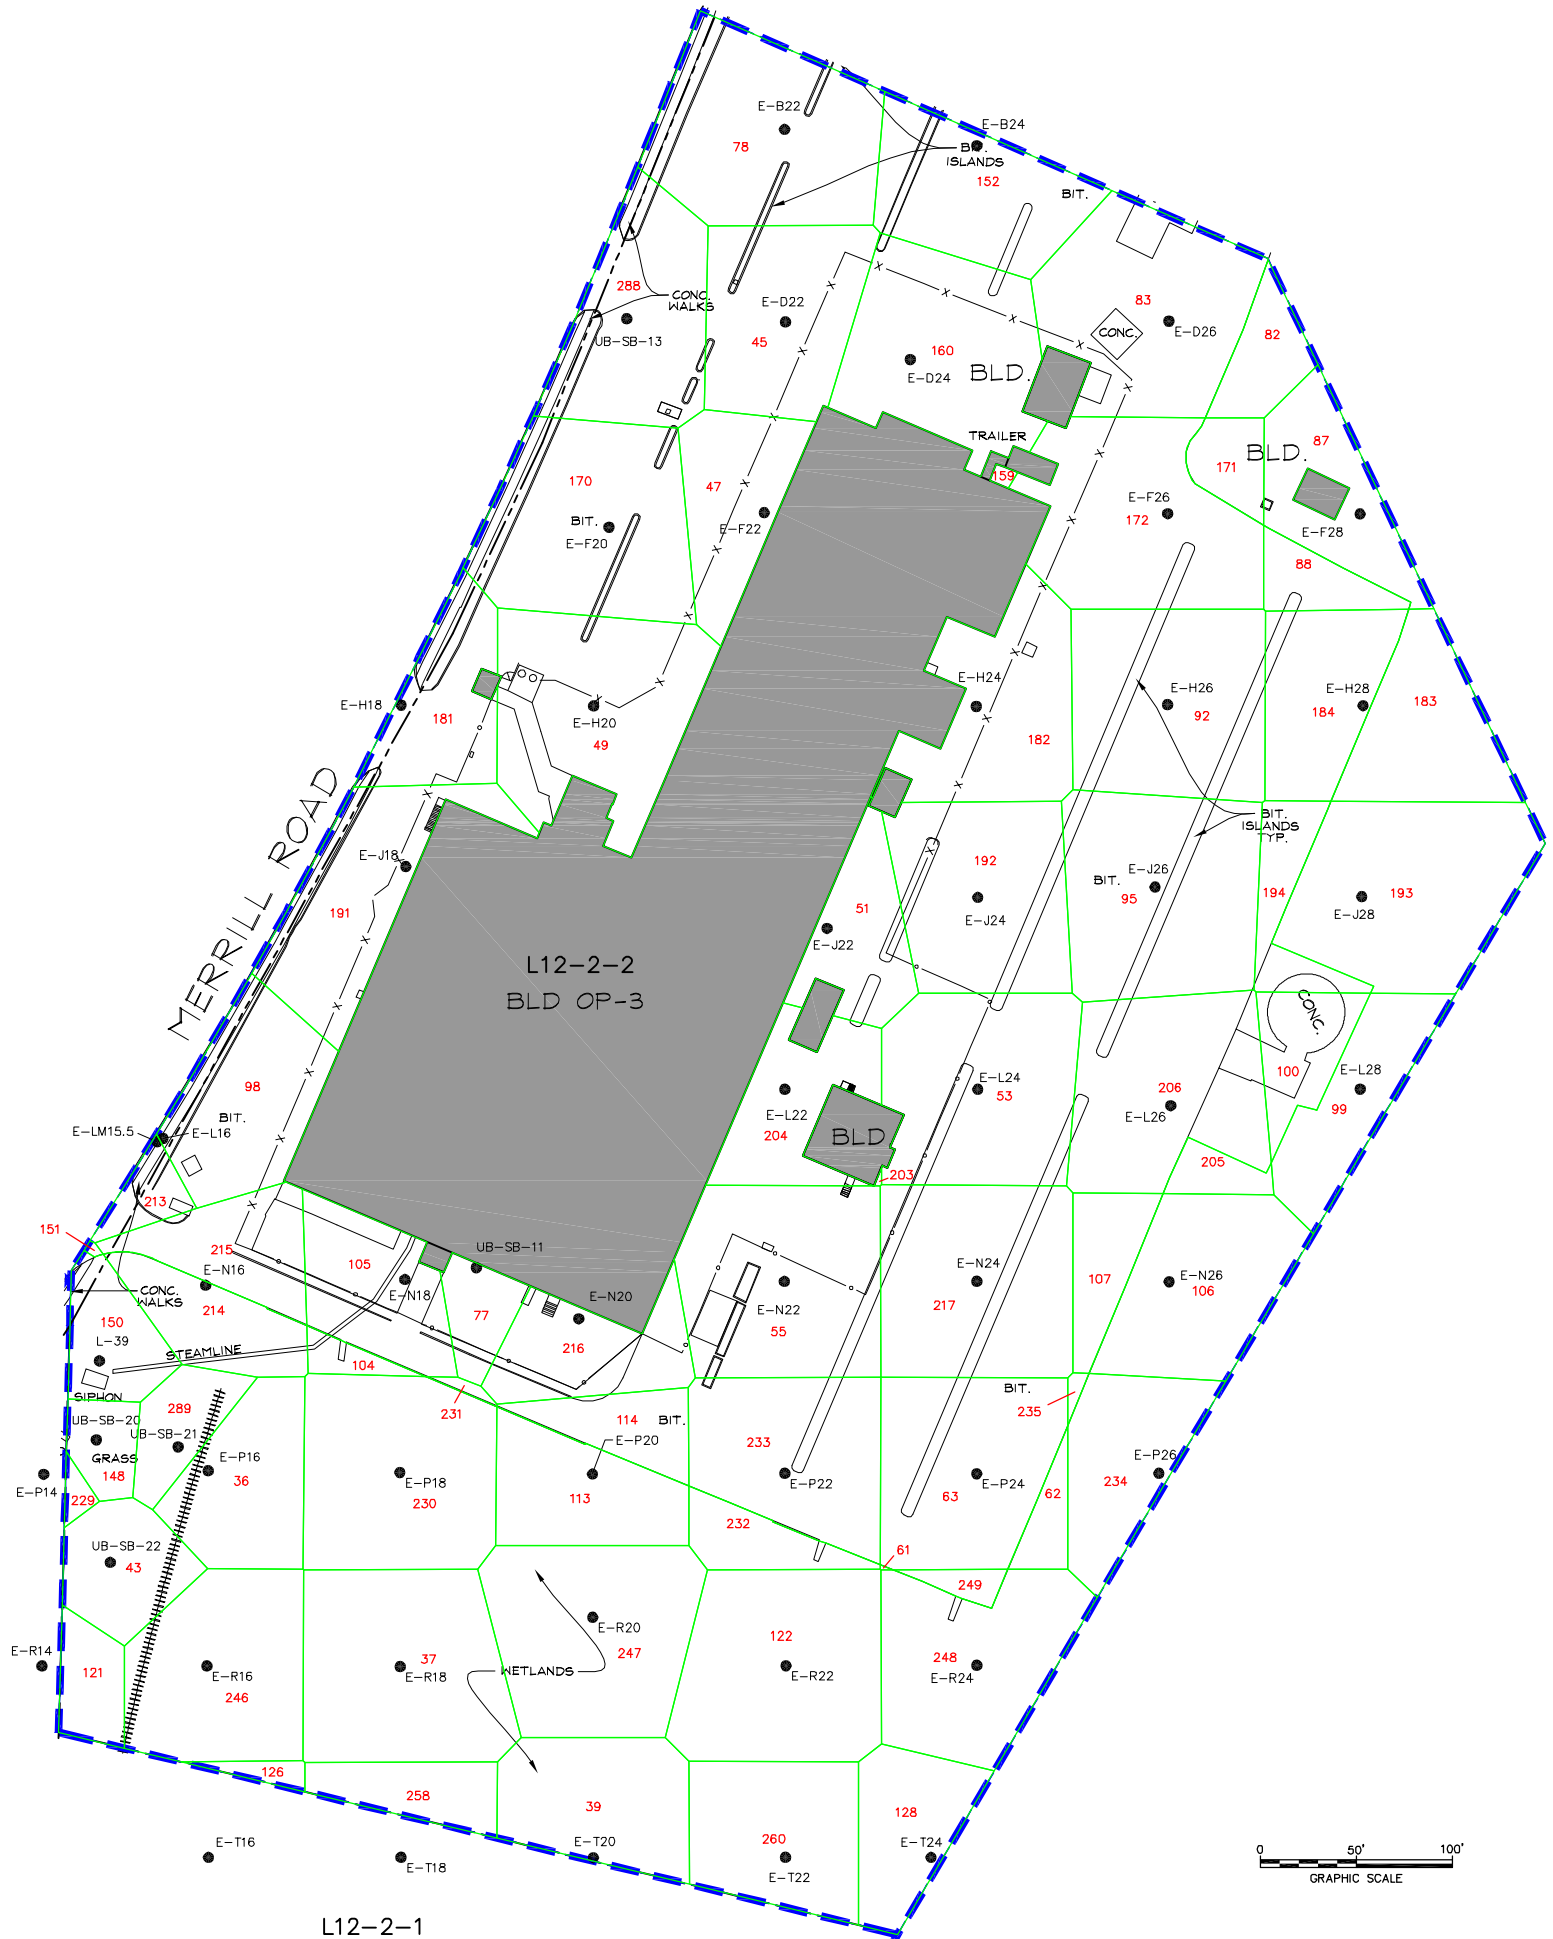 E-B22
E-B24
78
BIT.
ISLANDS
152
BIT.
288
CONC.
WALKS
83
E-D22
E-D26
UB-SB-13
45
160
CONC.
82
E-D24
BLD.
TRAILER
87
BLD.
170
47
159
171
E-F26
BIT.
E-F22
172
E-F20
E-F28
88
E-H24
E-H18
181
E-H20
E-H26
E-H28
92
184
183
49
182
MERRILL ROAD
BIT.
ISLANDS
TYP.
E-J18
192
E-J26
BIT.
95
194
193
191
51
E-J24
E-J28
E-J22
L12-2-2
BLD OP-3
CONC.
98
E-L24
100
BIT.
E-L22
53
206
E-L28
E-LM15.5
E-L16
E-L26
99
204
BLD
205
203
213
151
215
UB-SB-11
105
E-N16
E-N18
E-N24
107
E-N26
CONC.
WALKS
214
E-N22
217
106
150
77
E-N20
55
L-39
STEAMLINE
216
104
SIPHON
231
BIT.
235
UB-SB-20
289
114
BIT.
UB-SB-21
E-P20
GRASS
E-P16
233
E-P26
148
36
E-P18
E-P22
E-P24
234
E-P14
229
230
113
63
62
232
UB-SB-22
61
43
249
E-R20
E-R14
122
121
E-R16
37
247
248
E-R18
WETLANDS
E-R22
E-R24
246
126
258
39
128
E-T16
E-T20
260
E-T24
E-T18
E-T22
0 50' 100'
GRAPHIC SCALE
L12-2-1